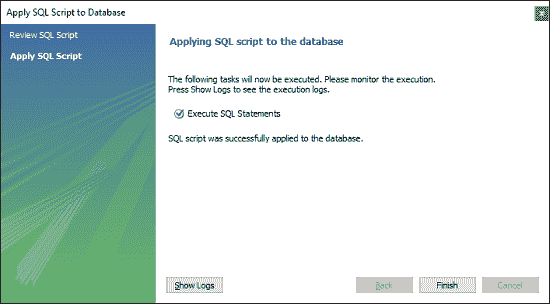 Apply SQL Script to Database
Review SQL Script
Apply SQL Script
Applying SQL script to the database
The following tasks will now be executed. Please monitor the execution.
Press Show Logs to see the execution logs.
Execute SQL Statements
SQL script was successfully applied to the database.
Show Logs
Back
Finish
Cancel